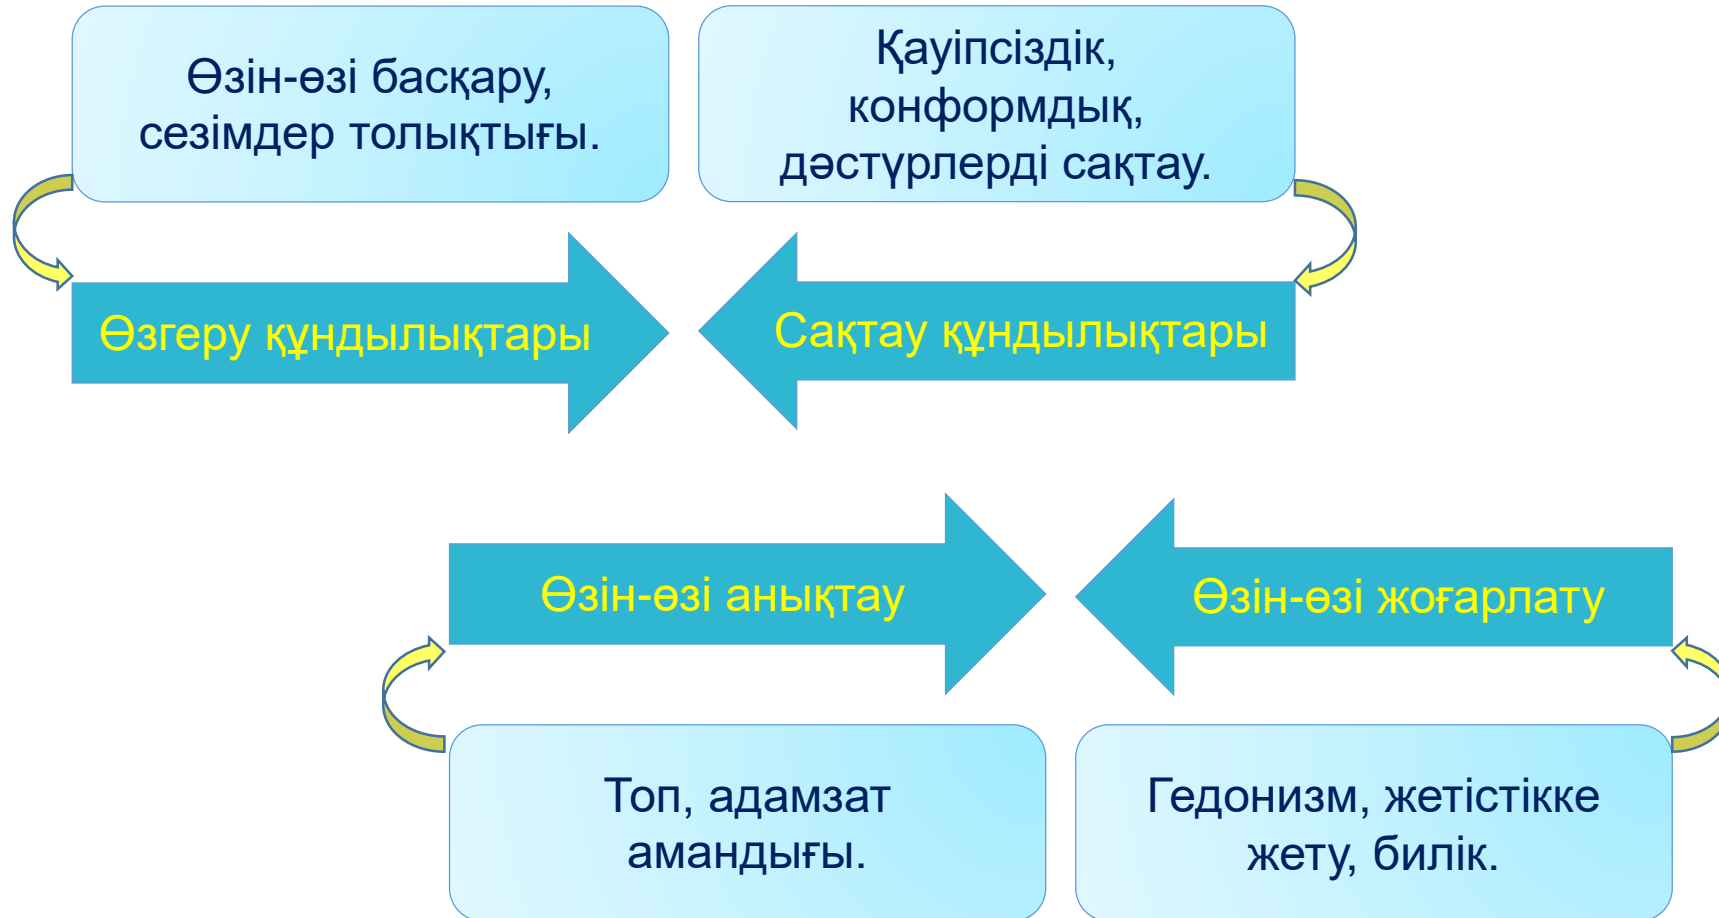 Өзін-өзі басқару,
сезімдер толықтығы.
Қауіпсіздік,
конформдық,
дәстүрлерді сақтау.
Өзгеру құндылықтары
Сақтау құндылықтары
Өзін-өзі анықтау
Өзін-өзі жоғарлату
Топ, адамзат
амандығы.
Гедонизм, жетістікке
жету, билік.